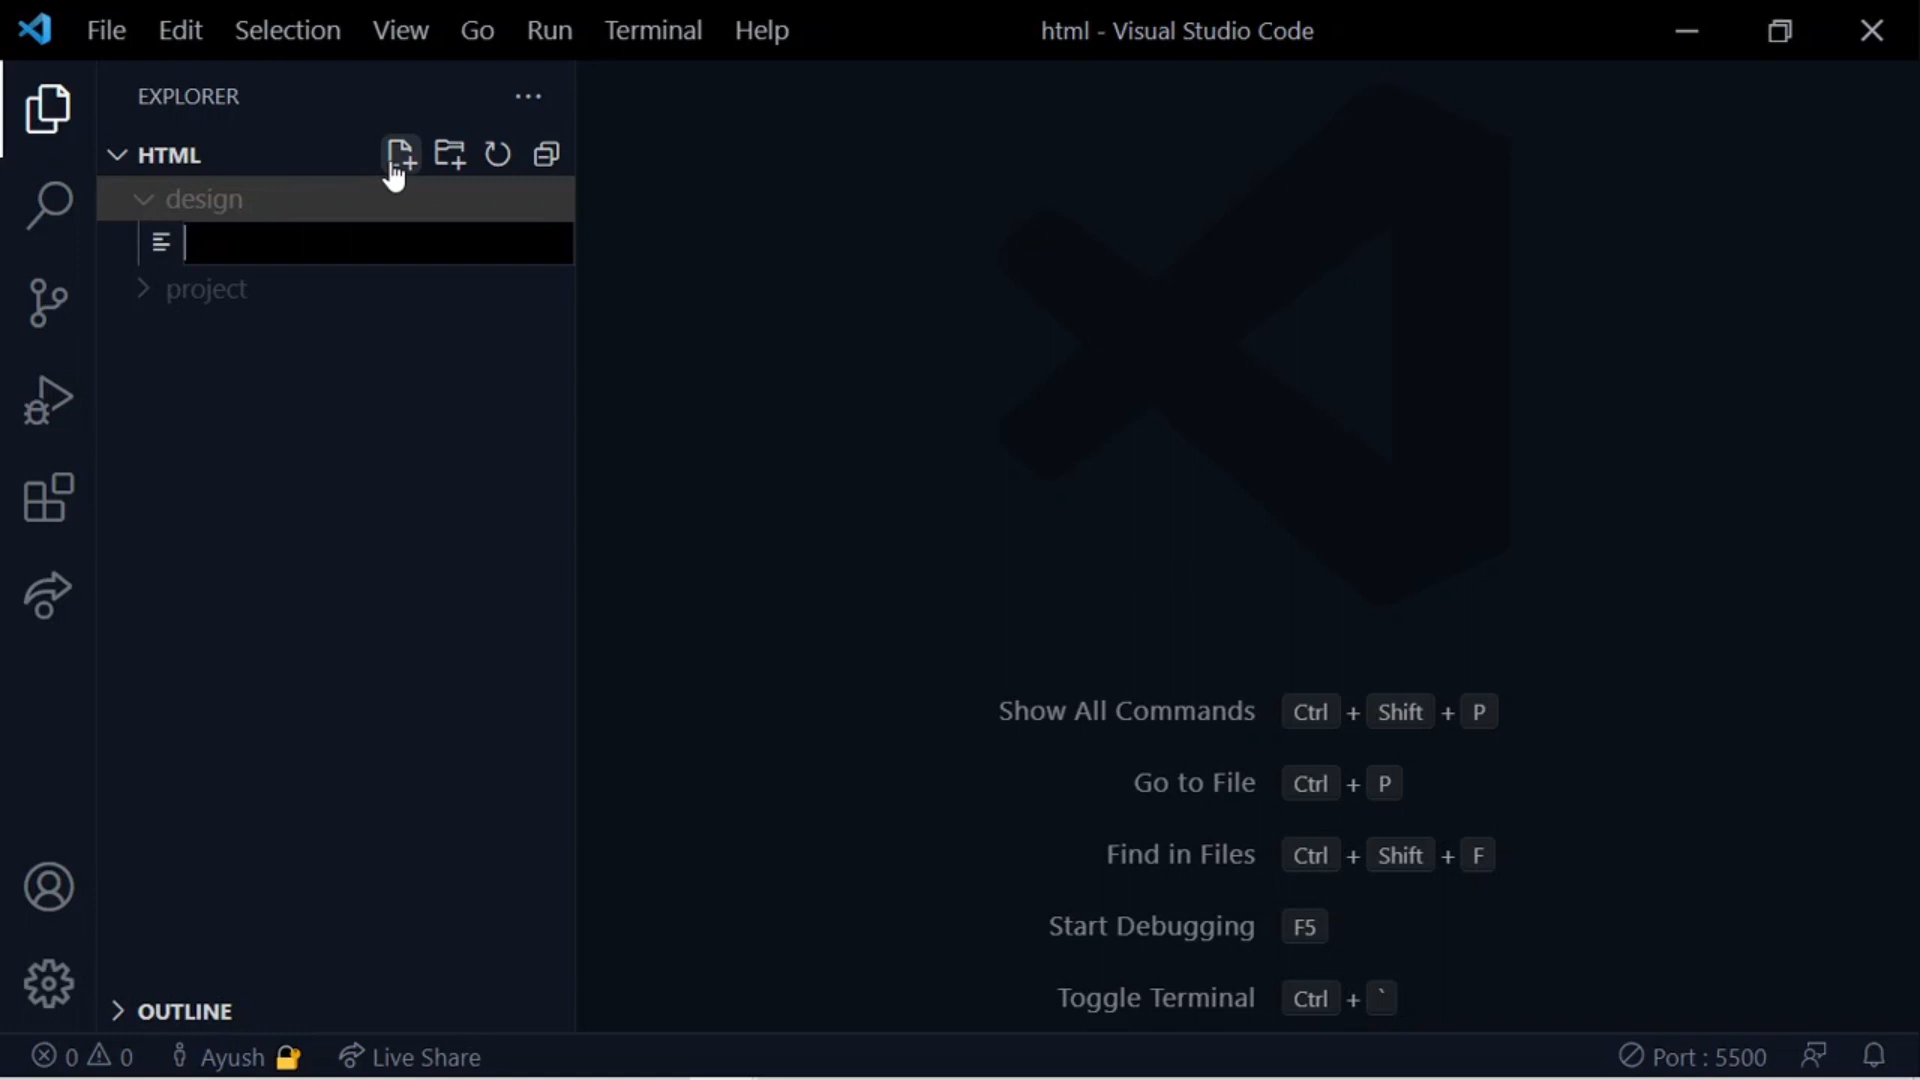 File Edit Selection View Go Run Terminal Help html - Visual Studio Code
EXPLORER ...
HTML
design
project
Show All Commands Ctrl + Shift + P
Go to File Ctrl + P
Find in Files Ctrl + Shift + F
Start Debugging F5
Toggle Terminal Ctrl + `
OUTLINE
0 0 Ayush 🔐 Live Share Port : 5500